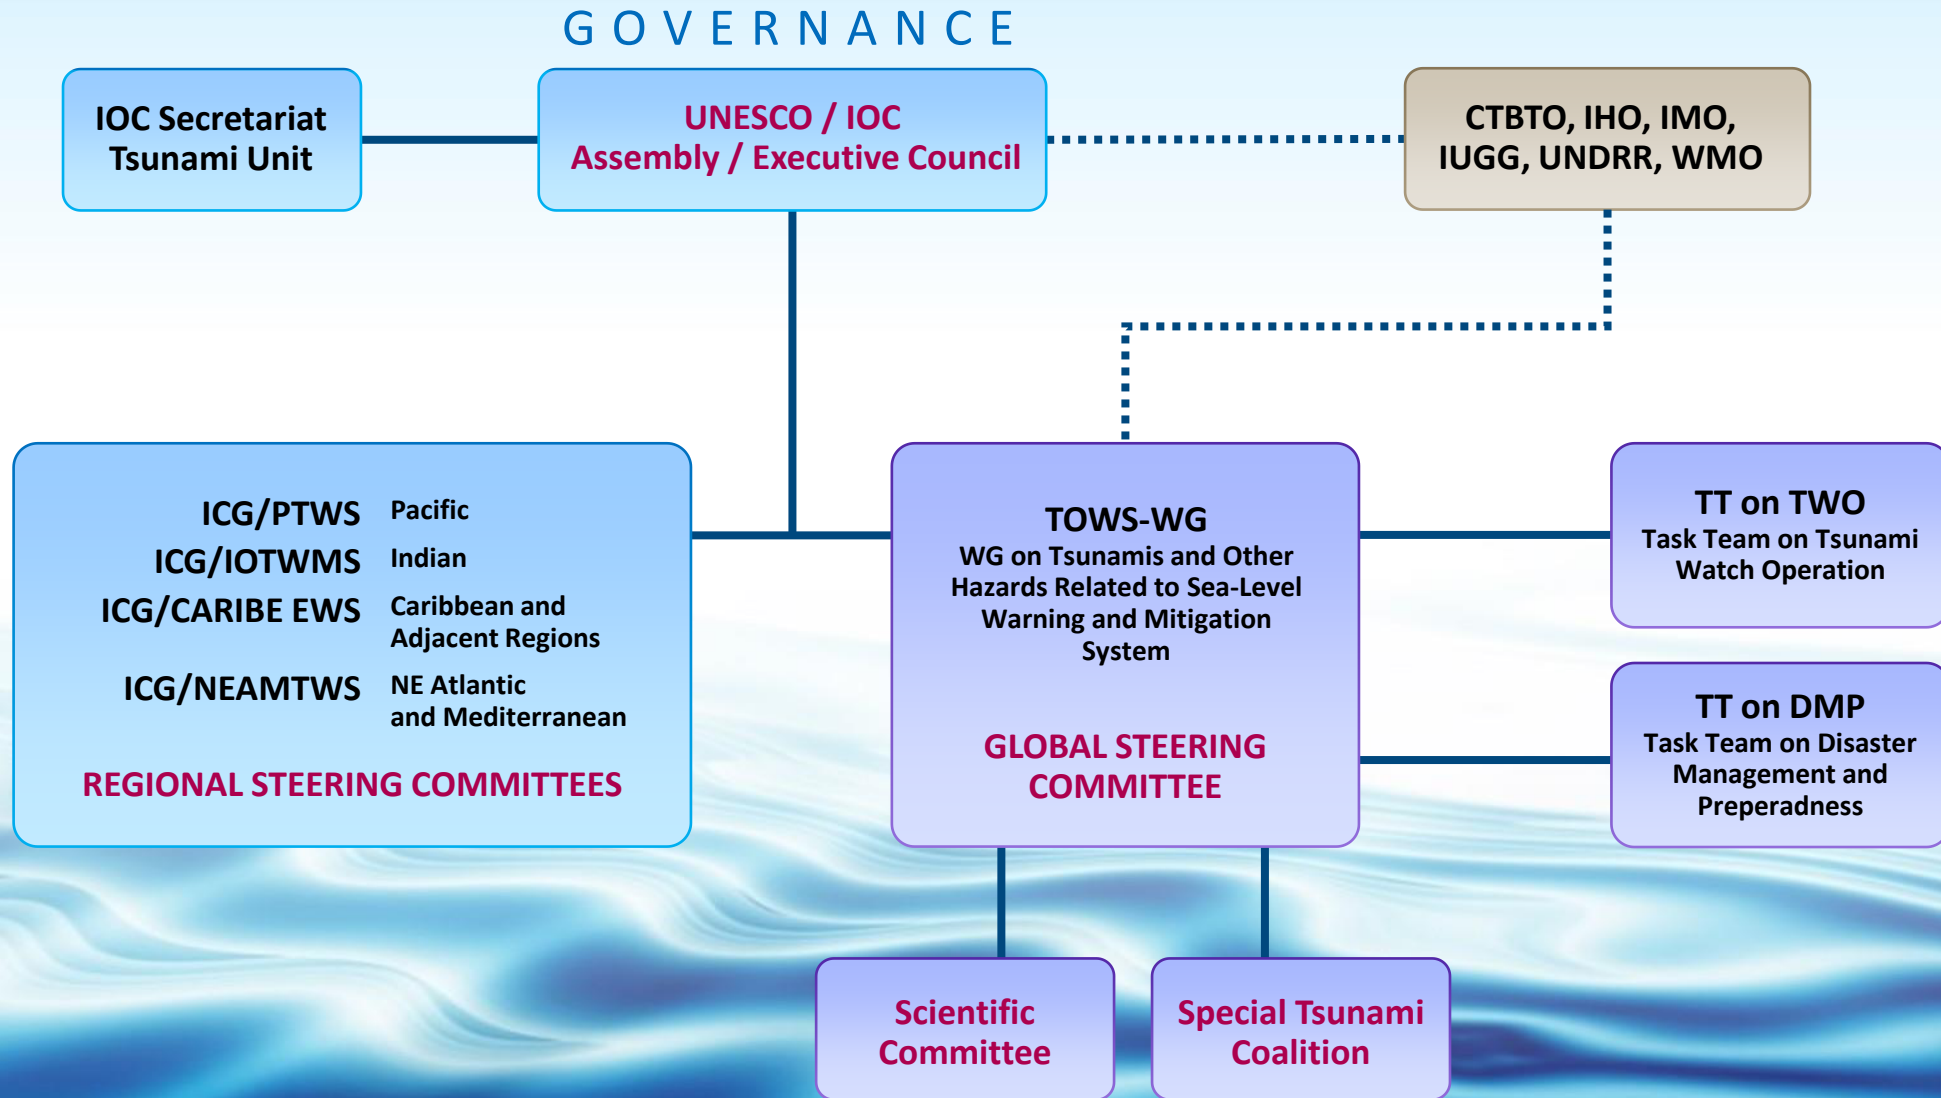 GOVERNANCE
IOC Secretariat
Tsunami Unit
UNESCO / IOC
Assembly / Executive Council
CTBTO, IHO, IMO,
IUGG, UNDRR, WMO
ICG/PTWS Pacific
ICG/IOTWMS Indian
ICG/CARIBE EWS Caribbean and
Adjacent Regions
ICG/NEAMTWS NE Atlantic
and Mediterranean
REGIONAL STEERING COMMITTEES
TOWS-WG
WG on Tsunamis and Other
Hazards Related to Sea-Level
Warning and Mitigation
System
GLOBAL STEERING
COMMITTEE
TT on TWO
Task Team on Tsunami
Watch Operation
TT on DMP
Task Team on Disaster
Management and
Preperadness
Scientific
Committee
Special Tsunami
Coalition